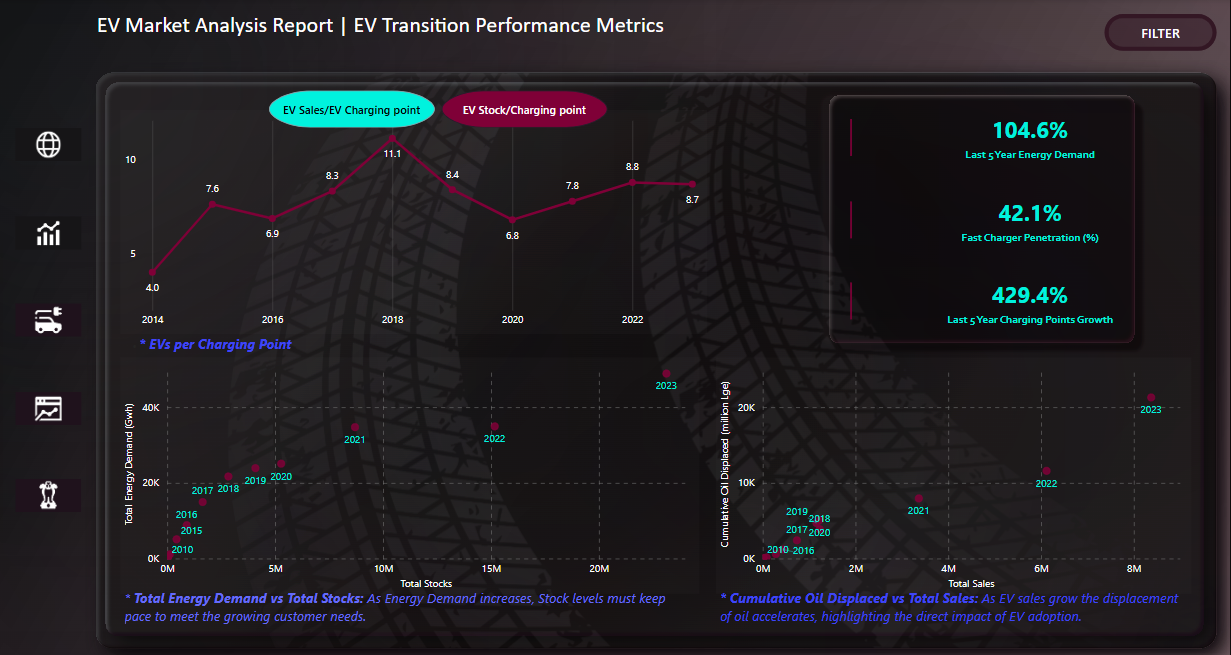 EV Market Analysis Report | EV Transition Performance Metrics
FILTER
EV Sales/EV Charging point
EV Stock/Charging point
10
5
4.0
7.6
6.9
8.3
11.1
8.4
6.8
7.8
8.8
8.7
2014
2016
2018
2020
2022
* EVs per Charging Point
104.6%
Last 5 Year Energy Demand
42.1%
Fast Charger Penetration (%)
429.4%
Last 5 Year Charging Points Growth
Total Energy Demand (Gwh)
40K
20K
0K
2023
2021
2022
2017
2018
2019
2020
2016
2015
2010
0M
5M
10M
15M
20M
Total Stocks
* Total Energy Demand vs Total Stocks: As Energy Demand increases, Stock levels must keep
pace to meet the growing customer needs.
Cumulative Oil Displaced (million Lge)
20K
10K
0K
2023
2022
2021
2019
2018
2017
2020
2010
2016
0M
2M
4M
6M
8M
Total Sales
* Cumulative Oil Displaced vs Total Sales: As EV sales grow the displacement
of oil accelerates, highlighting the direct impact of EV adoption.